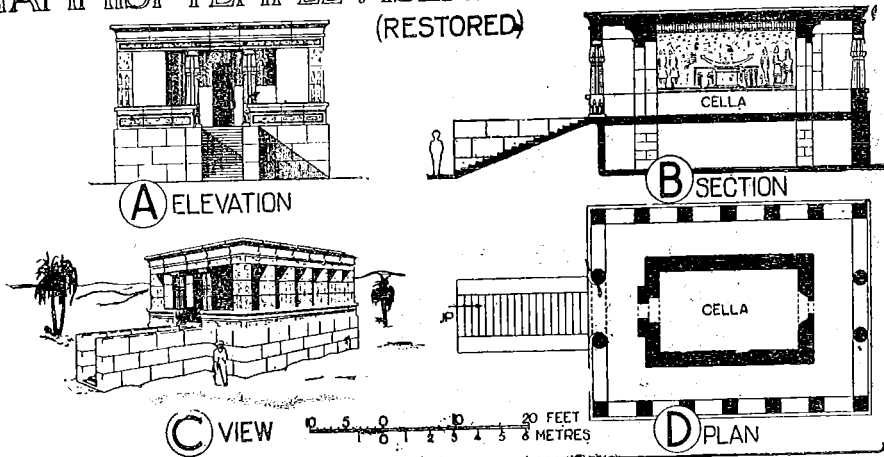 (RESTORED)
CELLA
A ELEVATION
B SECTION
CELLA
UP
C VIEW
D PLAN
10 5 0 10 20 FEET
1 0 1 2 3 4 5 6 METRES